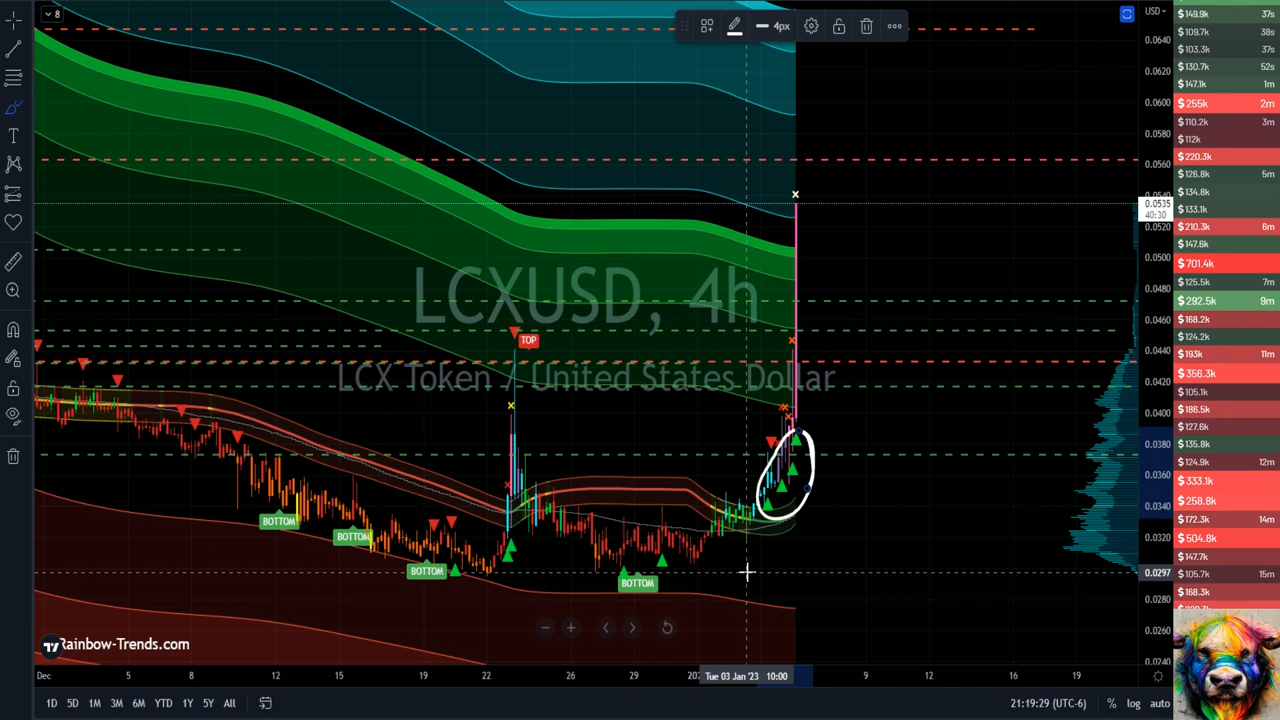 8
4px
USD
LCXUSD, 4h
LCX Token / United States Dollar
TOP
BOTTOM
BOTTOM
BOTTOM
BOTTOM
Rainbow-Trends.com
0.0640
0.0620
0.0600
0.0580
0.0560
0.0540
0.0535
40:30
0.0520
0.0500
0.0480
0.0460
0.0440
0.0420
0.0400
0.0380
0.0360
0.0340
0.0320
0.0297
0.0280
0.0260
0.0240
Dec 5 8 12 15 19 22 26 29 202 Tue 03 Jan '23 10:00 9 12 16 19
1D 5D 1M 3M 6M YTD 1Y 5Y All 21:19:29 (UTC-6) % log auto
$149.9k 37s
$109.7k 38s
$103.3k 37s
$130.7k 52s
$147.1k 1m
$255k 2m
$110.2k 3m
$112k
$220.3k
$126.8k 5m
$134.8k
$133.1k
$210.3k 6m
$147.6k
$701.4k
$125.5k 7m
$292.5k 9m
$168.2k
$124.2k
$193k 11m
$356.3k
$105.1k
$186.5k
$127.6k
$135.8k
$124.9k 12m
$333.1k
$258.8k
$172.3k 14m
$504.8k
$147.7k
$105.7k 15m
$168.3k